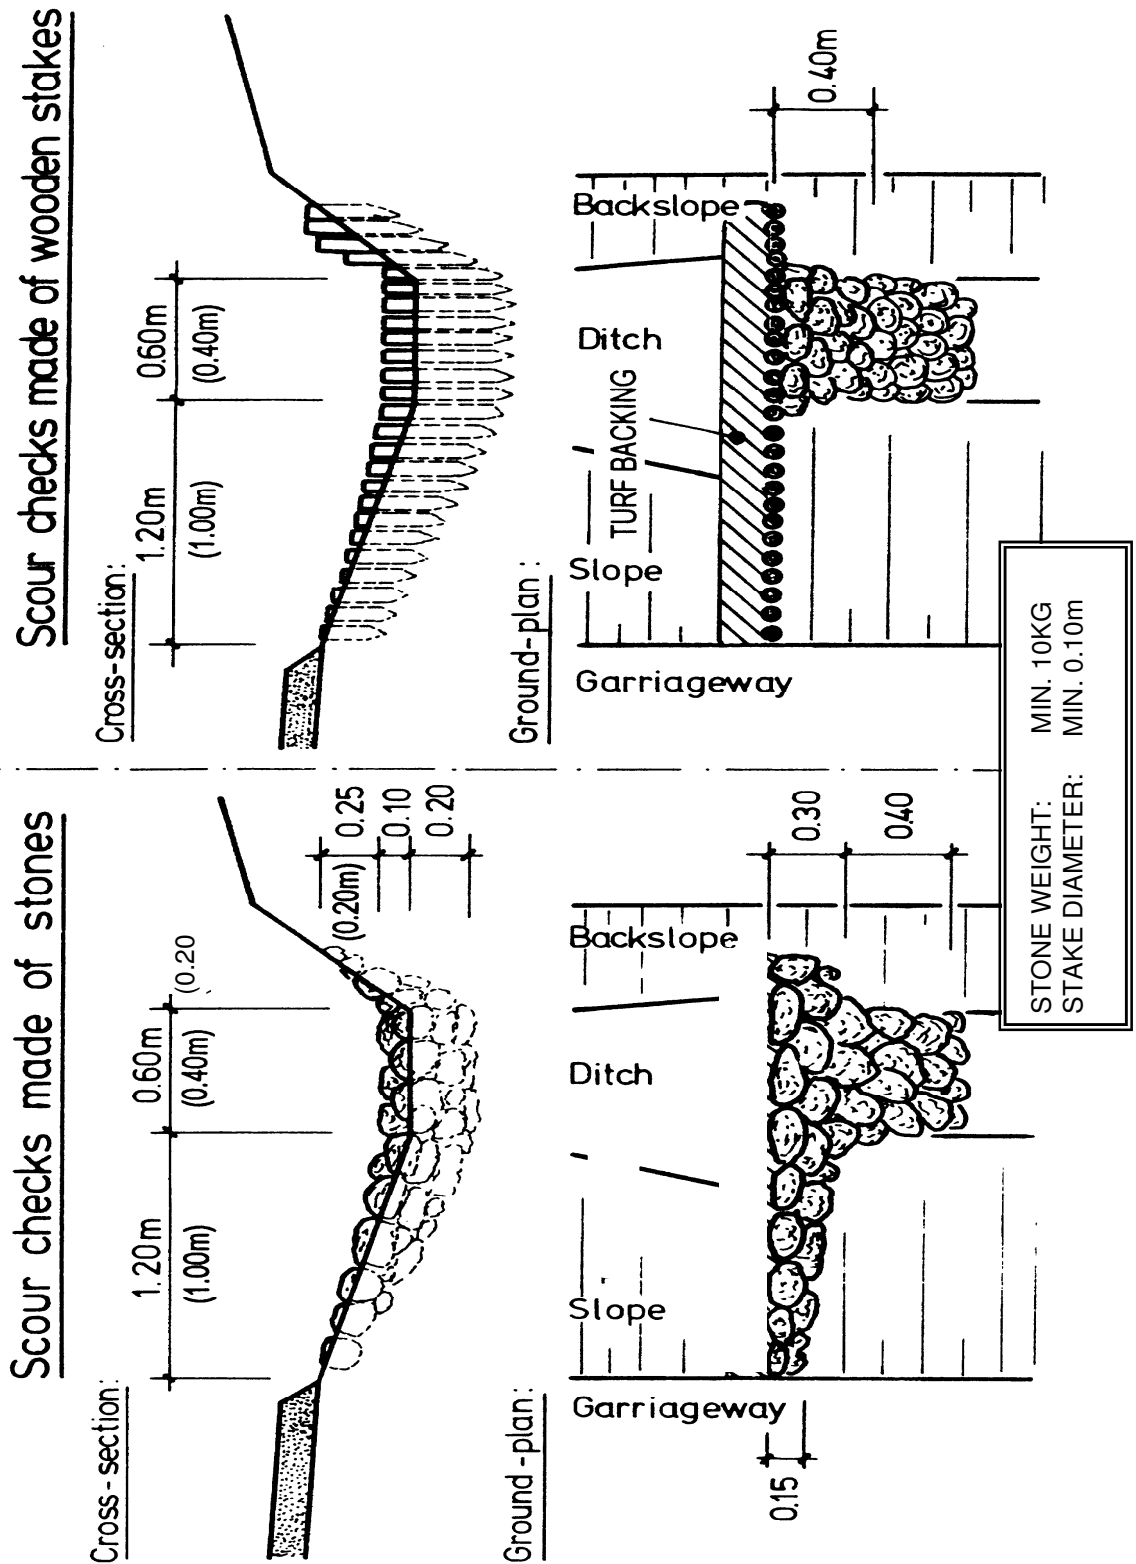 Scour checks made of stones
Cross-section:
1.20m
(1.00m)
0.60m
(0.40m)
(0.20
(0.20m)
0.25
0.10
0.20
Ground-plan:
Garriageway
Slope
Ditch
Backslope
0.15
0.30
0.40
Scour checks made of wooden stakes
Cross-section:
1.20m
(1.00m)
0.60m
(0.40m)
Ground-plan:
Garriageway
Slope
TURF BACKING
Ditch
Backslope
0.40m
STONE WEIGHT: MIN. 10KG
STAKE DIAMETER: MIN. 0.10m